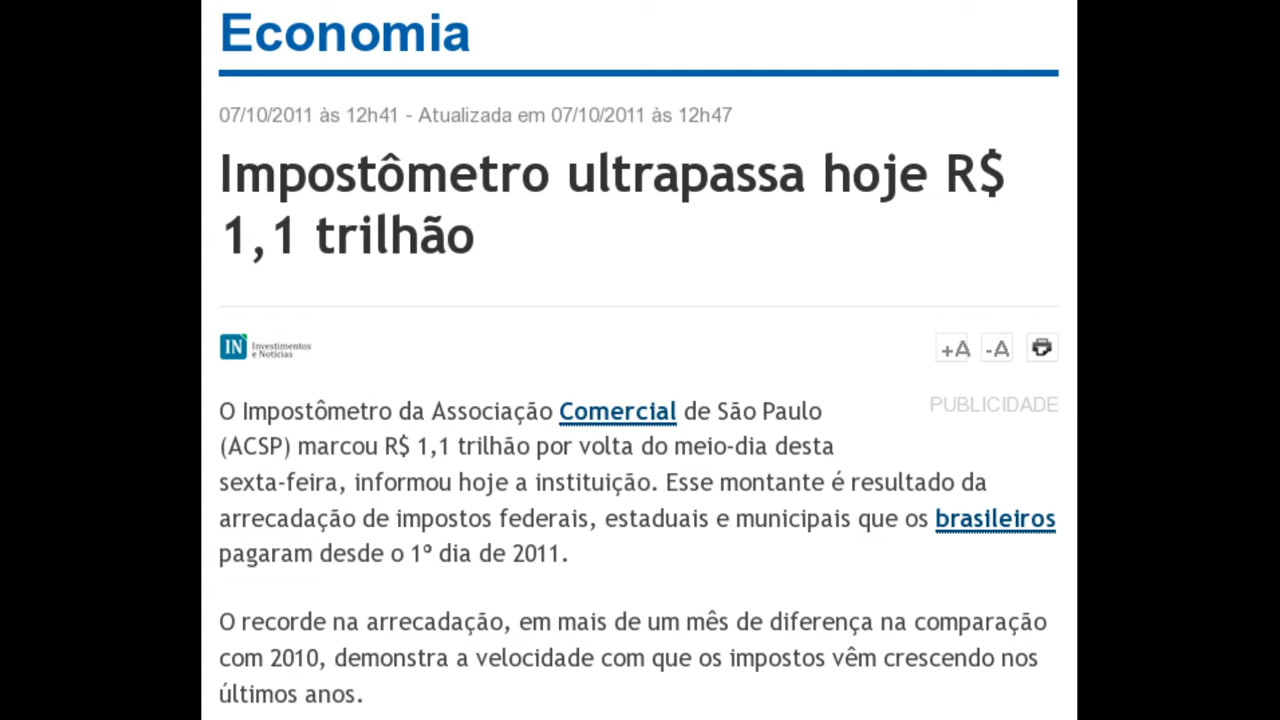 Economia
07/10/2011 às 12h41 - Atualizada em 07/10/2011 às 12h47
Impostômetro ultrapassa hoje R$
1,1 trilhão
IN Investimentos
e Notícias
+A -A
PUBLICIDADE
O Impostômetro da Associação Comercial de São Paulo
(ACSP) marcou R$ 1,1 trilhão por volta do meio-dia desta
sexta-feira, informou hoje a instituição. Esse montante é resultado da
arrecadação de impostos federais, estaduais e municipais que os brasileiros
pagaram desde o 1º dia de 2011.
O recorde na arrecadação, em mais de um mês de diferença na comparação
com 2010, demonstra a velocidade com que os impostos vêm crescendo nos
últimos anos.